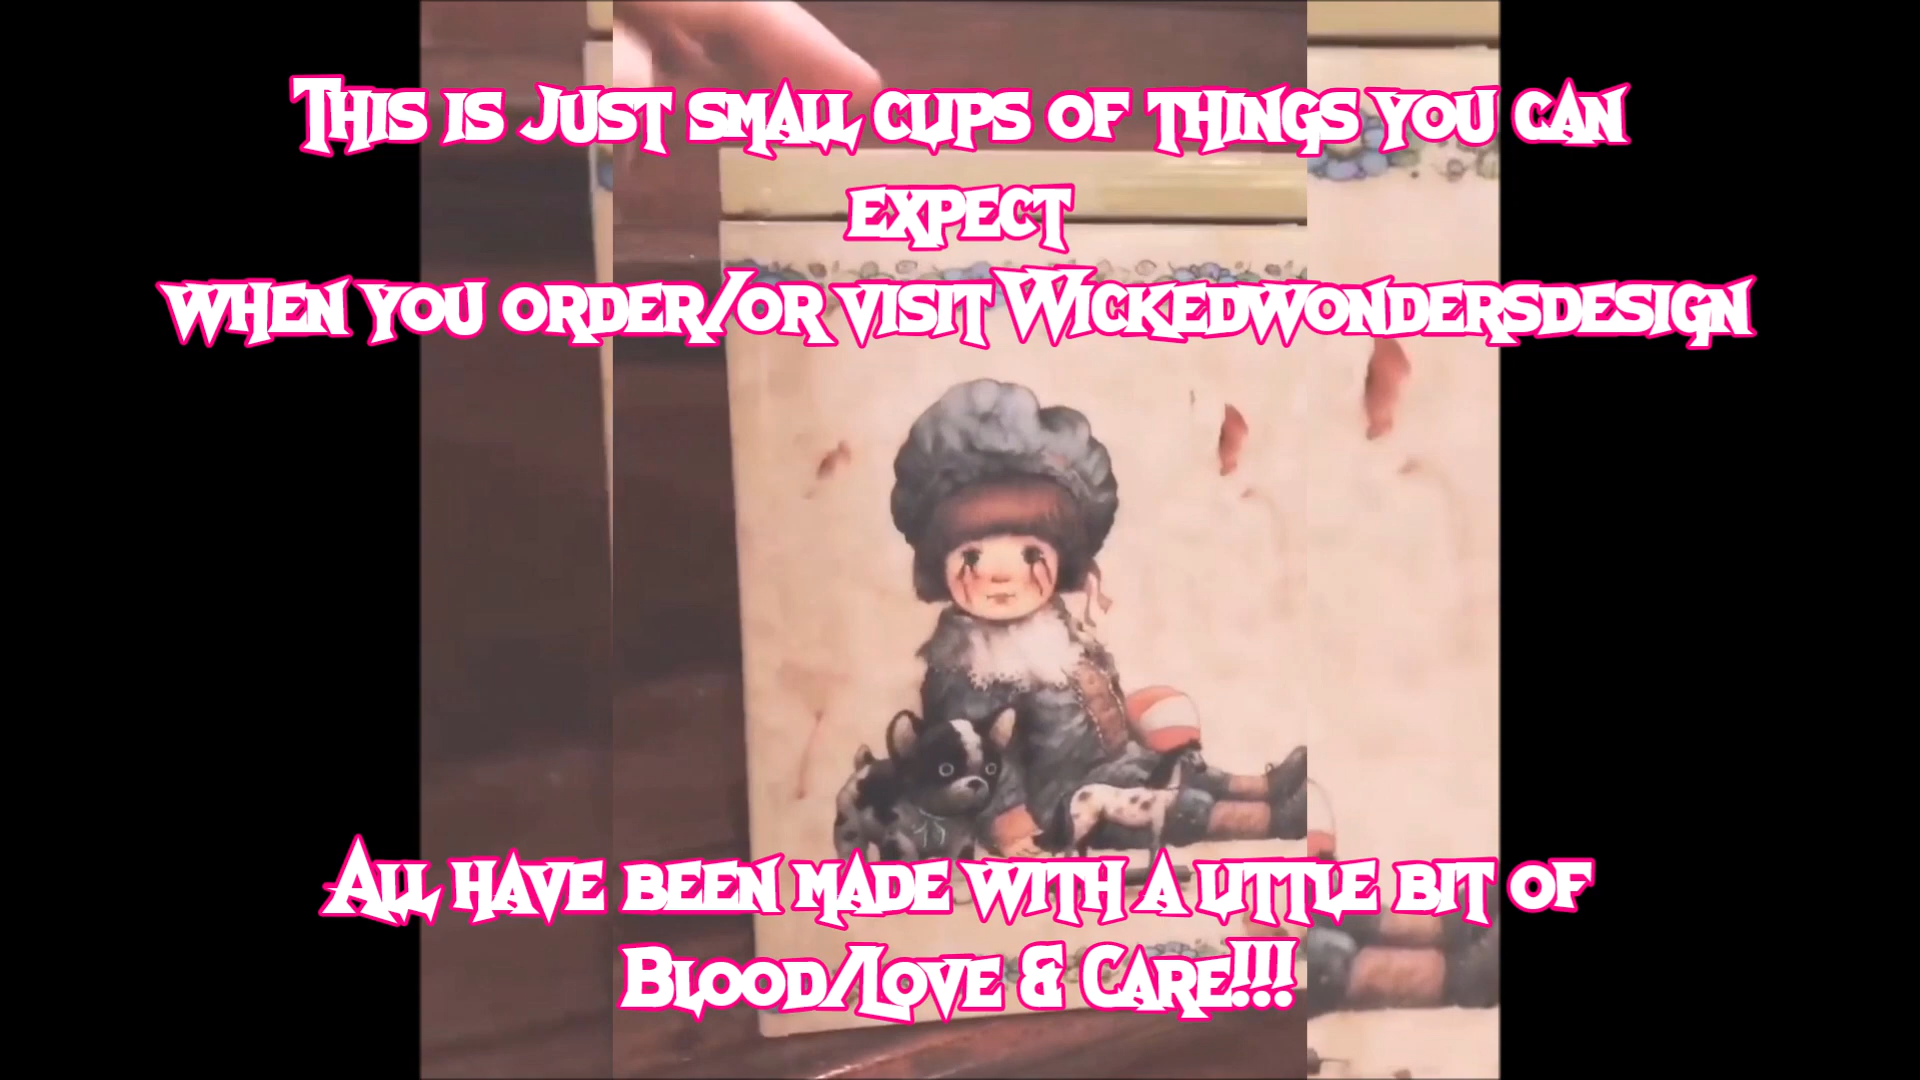 This is just small clips of things you can
expect
when you order/or visit Wickedwondersdesign
All have been made with a little bit of
Blood/Love & Care!!!